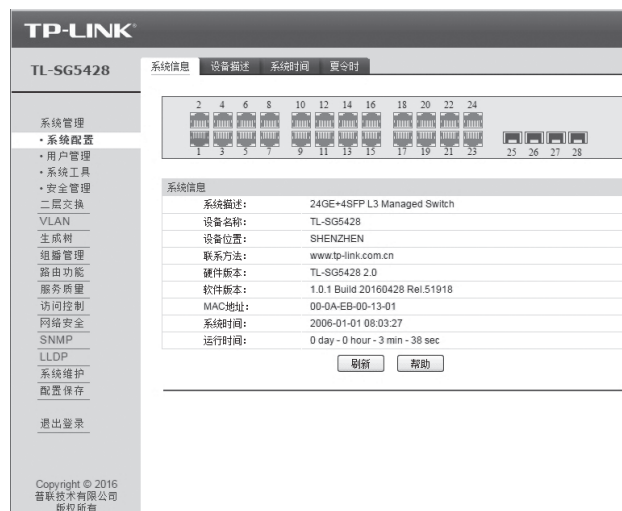 TP-LINK®
TL-SG5428
系统信息 设备描述 系统时间 夏令时
系统管理
• 系统配置
• 用户管理
• 系统工具
• 安全管理
二层交换
VLAN
生成树
组播管理
路由功能
服务质量
访问控制
网络安全
SNMP
LLDP
系统维护
配置保存
退出登录
Copyright © 2016
普联技术有限公司
版权所有
2 4 6 8 10 12 14 16 18 20 22 24
1 3 5 7 9 11 13 15 17 19 21 23 25 26 27 28
系统信息
系统描述: 24GE+4SFP L3 Managed Switch
设备名称: TL-SG5428
设备位置: SHENZHEN
联系方法: www.tp-link.com.cn
硬件版本: TL-SG5428 2.0
软件版本: 1.0.1 Build 20160428 Rel.51918
MAC地址: 00-0A-EB-00-13-01
系统时间: 2006-01-01 08:03:27
运行时间: 0 day - 0 hour - 3 min - 38 sec
刷新 帮助